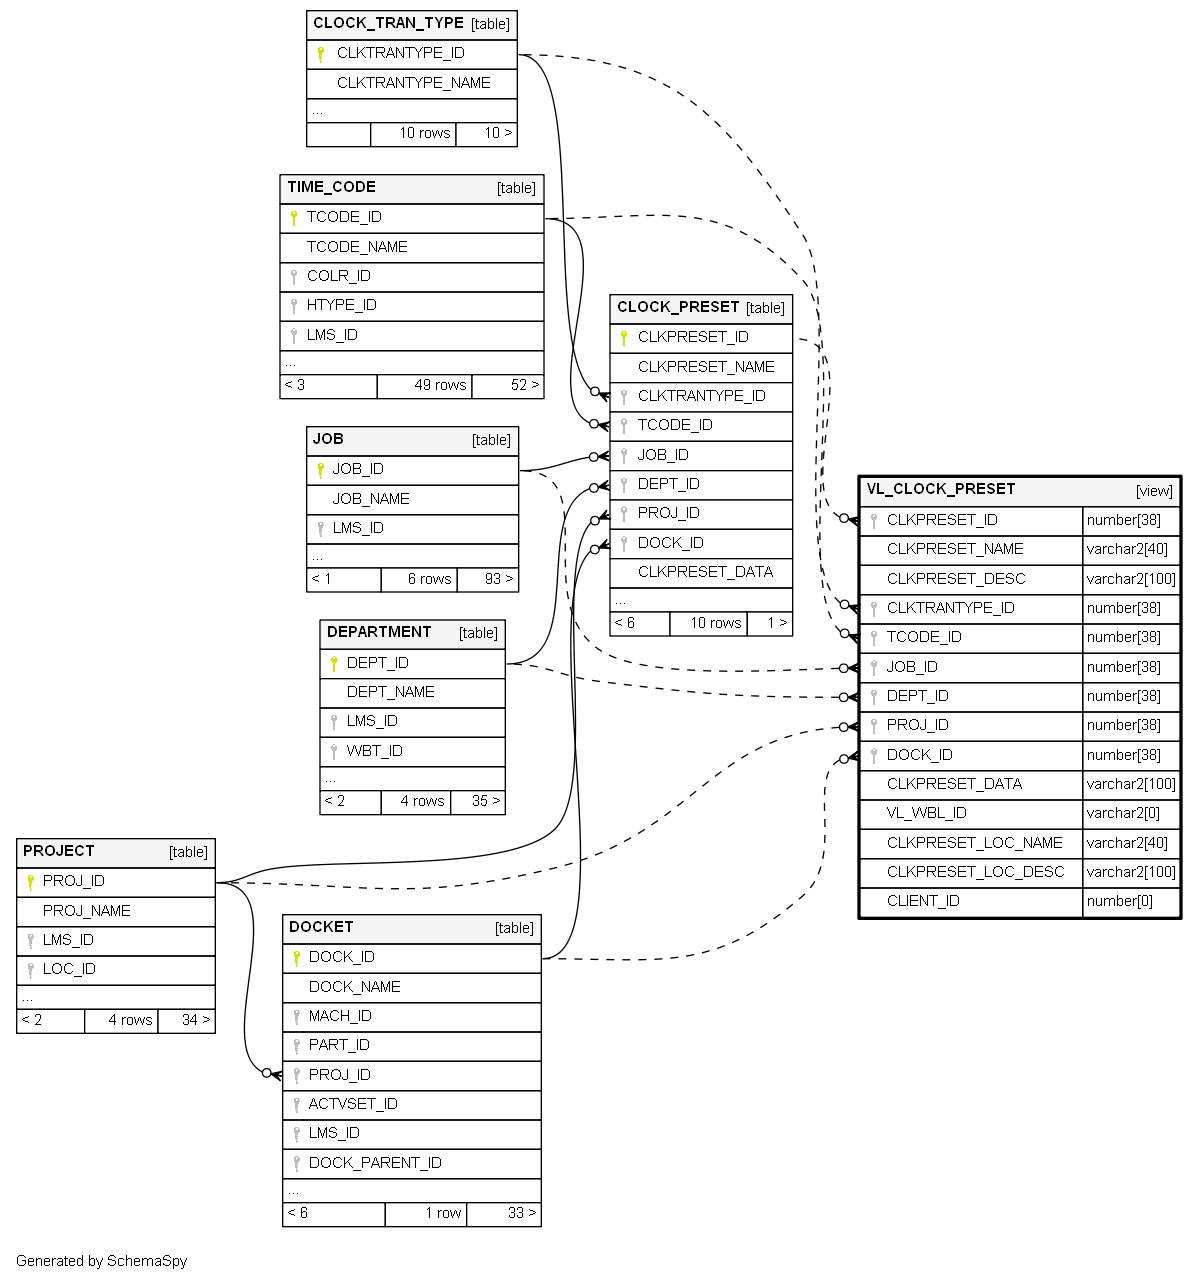 CLOCK_TRAN_TYPE [table]
CLKTRANTYPE_ID
CLKTRANTYPE_NAME
...
10 rows 10 >
TIME_CODE [table]
TCODE_ID
TCODE_NAME
COLR_ID
HTYPE_ID
LMS_ID
...
< 3 49 rows 52 >
CLOCK_PRESET [table]
CLKPRESET_ID
CLKPRESET_NAME
CLKTRANTYPE_ID
TCODE_ID
JOB_ID
DEPT_ID
PROJ_ID
DOCK_ID
CLKPRESET_DATA
...
< 6 10 rows 1 >
JOB [table]
JOB_ID
JOB_NAME
LMS_ID
...
< 1 6 rows 93 >
VL_CLOCK_PRESET [view]
CLKPRESET_ID number[38]
CLKPRESET_NAME varchar2[40]
CLKPRESET_DESC varchar2[100]
CLKTRANTYPE_ID number[38]
TCODE_ID number[38]
JOB_ID number[38]
DEPT_ID number[38]
PROJ_ID number[38]
DOCK_ID number[38]
CLKPRESET_DATA varchar2[100]
VL_WBL_ID varchar2[0]
CLKPRESET_LOC_NAME varchar2[40]
CLKPRESET_LOC_DESC varchar2[100]
CLIENT_ID number[0]
DEPARTMENT [table]
DEPT_ID
DEPT_NAME
LMS_ID
WBT_ID
...
< 2 4 rows 35 >
PROJECT [table]
PROJ_ID
PROJ_NAME
LMS_ID
LOC_ID
...
< 2 4 rows 34 >
DOCKET [table]
DOCK_ID
DOCK_NAME
MACH_ID
PART_ID
PROJ_ID
ACTVSET_ID
LMS_ID
DOCK_PARENT_ID
...
< 6 1 row 33 >
Generated by SchemaSpy